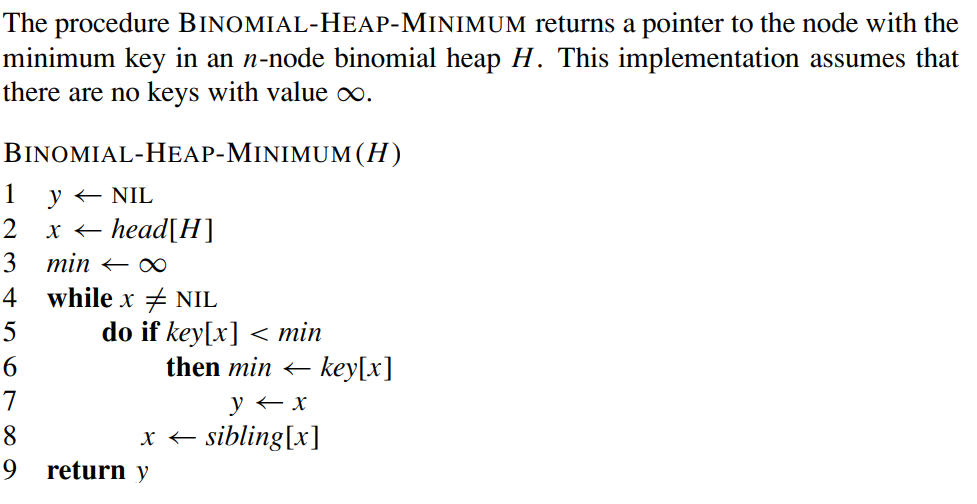 The procedure BINOMIAL-HEAP-MINIMUM returns a pointer to the node with the
minimum key in an n-node binomial heap H. This implementation assumes that
there are no keys with value ∞.
BINOMIAL-HEAP-MINIMUM(H)
1 y ← NIL
2 x ← head[H]
3 min ← ∞
4 while x ≠ NIL
5 do if key[x] < min
6 then min ← key[x]
7 y ← x
8 x ← sibling[x]
9 return y